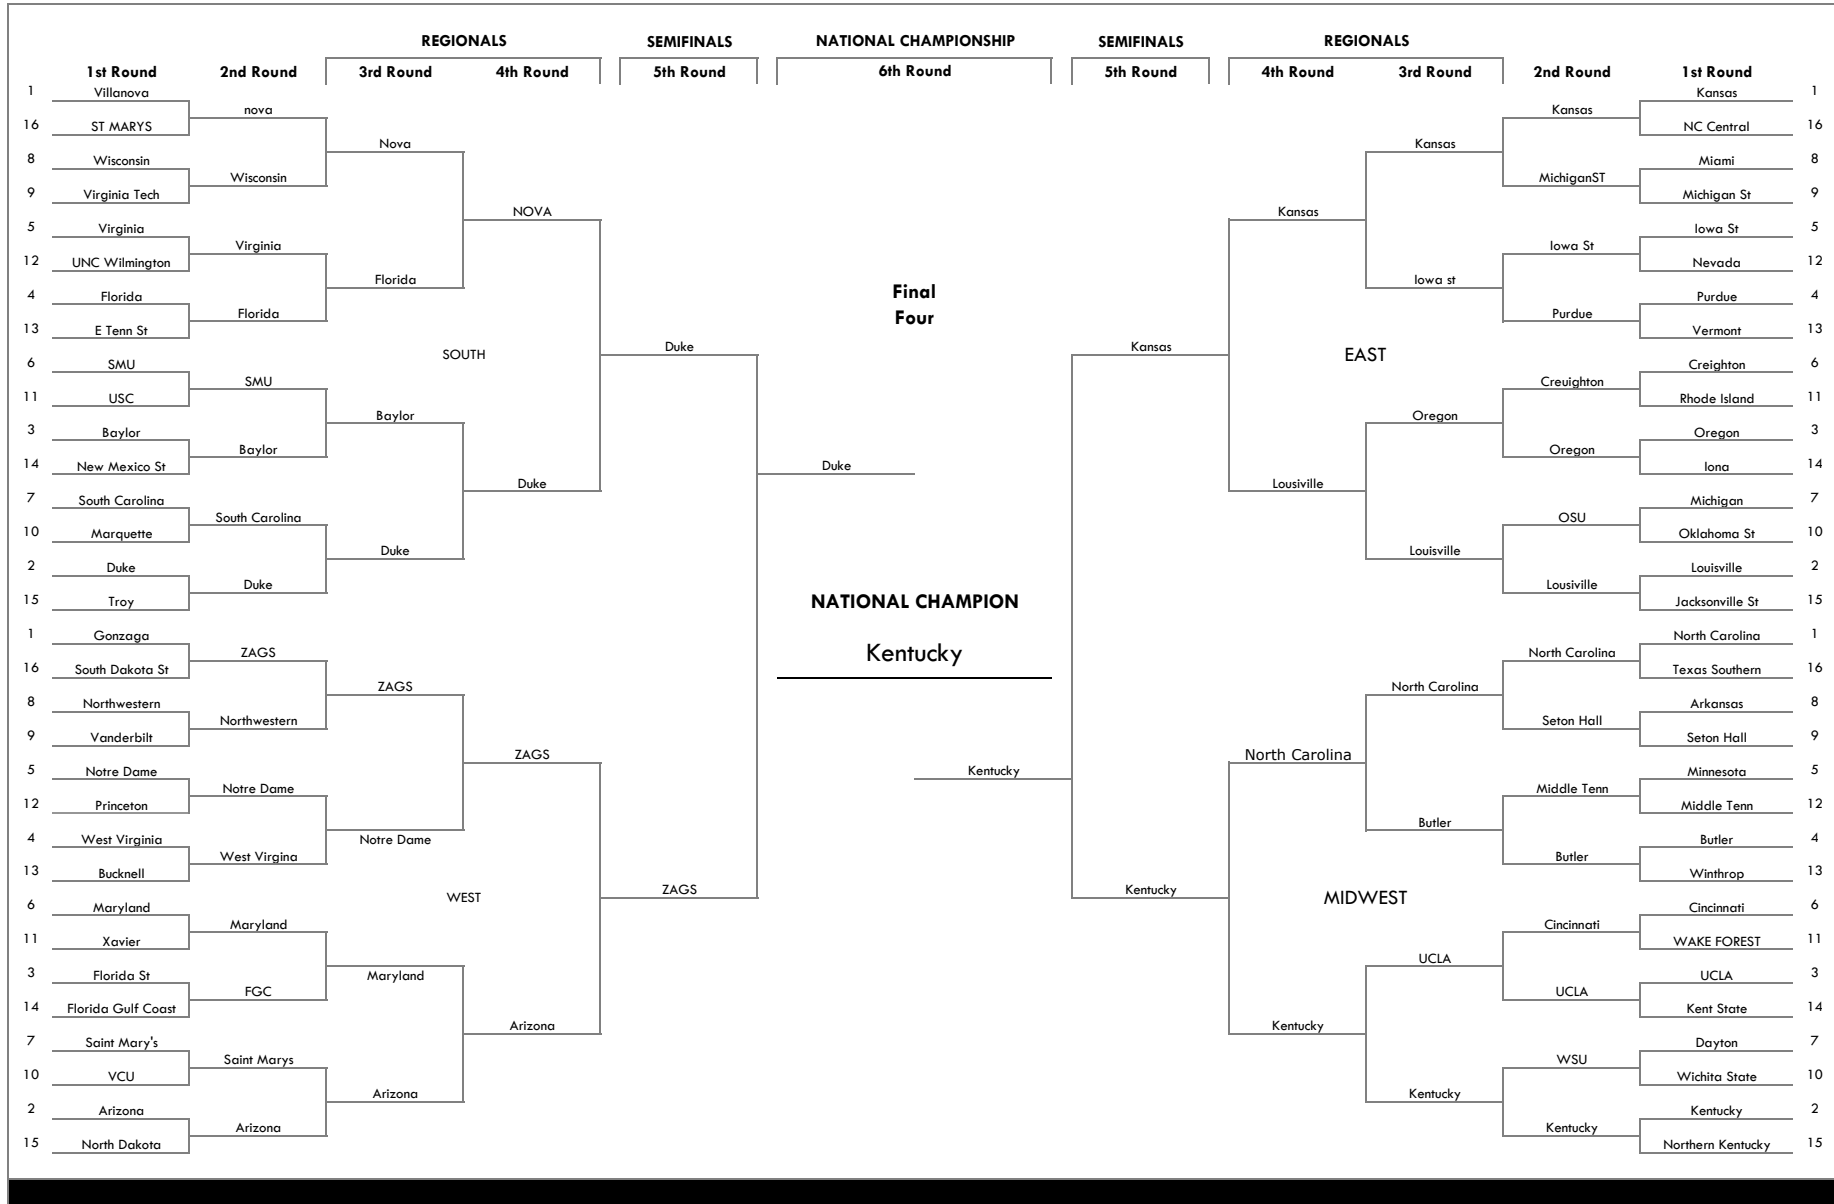 REGIONALS SEMIFINALS NATIONAL CHAMPIONSHIP SEMIFINALS REGIONALS
1st Round 2nd Round 3rd Round 4th Round 5th Round 6th Round 5th Round 4th Round 3rd Round 2nd Round 1st Round
1 Villanova Kansas 1
nova Kansas
16 ST MARYS NC Central 16
Nova Kansas
8 Wisconsin Miami 8
Wisconsin MichiganST
9 Virginia Tech Michigan St 9
NOVA Kansas
5 Virginia Iowa St 5
Virginia Iowa St
12 UNC Wilmington Nevada 12
Florida Iowa st
Final
4 Florida Purdue 4
Florida Purdue
Four
13 E Tenn St Vermont 13
Duke Kansas
SOUTH EAST
6 SMU Creighton 6
SMU Creuighton
11 USC Rhode Island 11
Baylor Oregon
3 Baylor Oregon 3
Baylor Oregon
14 New Mexico St Iona 14
Duke
Duke Lousiville
7 South Carolina Michigan 7
South Carolina OSU
10 Marquette Oklahoma St 10
Duke Louisville
2 Duke Louisville 2
Duke Lousiville
15 Troy Jacksonville St 15
NATIONAL CHAMPION
1 Gonzaga North Carolina 1
ZAGS Kentucky North Carolina
16 South Dakota St Texas Southern 16
ZAGS North Carolina
8 Northwestern Arkansas 8
Northwestern Seton Hall
9 Vanderbilt Seton Hall 9
ZAGS North Carolina
5 Notre Dame Kentucky Minnesota 5
Notre Dame Middle Tenn
12 Princeton Middle Tenn 12
Butler
4 West Virginia Notre Dame Butler 4
West Virgina Butler
13 Bucknell Winthrop 13
ZAGS Kentucky
WEST MIDWEST
6 Maryland Cincinnati 6
Maryland Cincinnati
11 Xavier WAKE FOREST 11
UCLA
3 Florida St Maryland UCLA 3
FGC UCLA
14 Florida Gulf Coast Kent State 14
Arizona Kentucky
7 Saint Mary's Dayton 7
Saint Marys WSU
10 VCU Wichita State 10
Arizona Kentucky
2 Arizona Kentucky 2
Arizona Kentucky
15 North Dakota Northern Kentucky 15